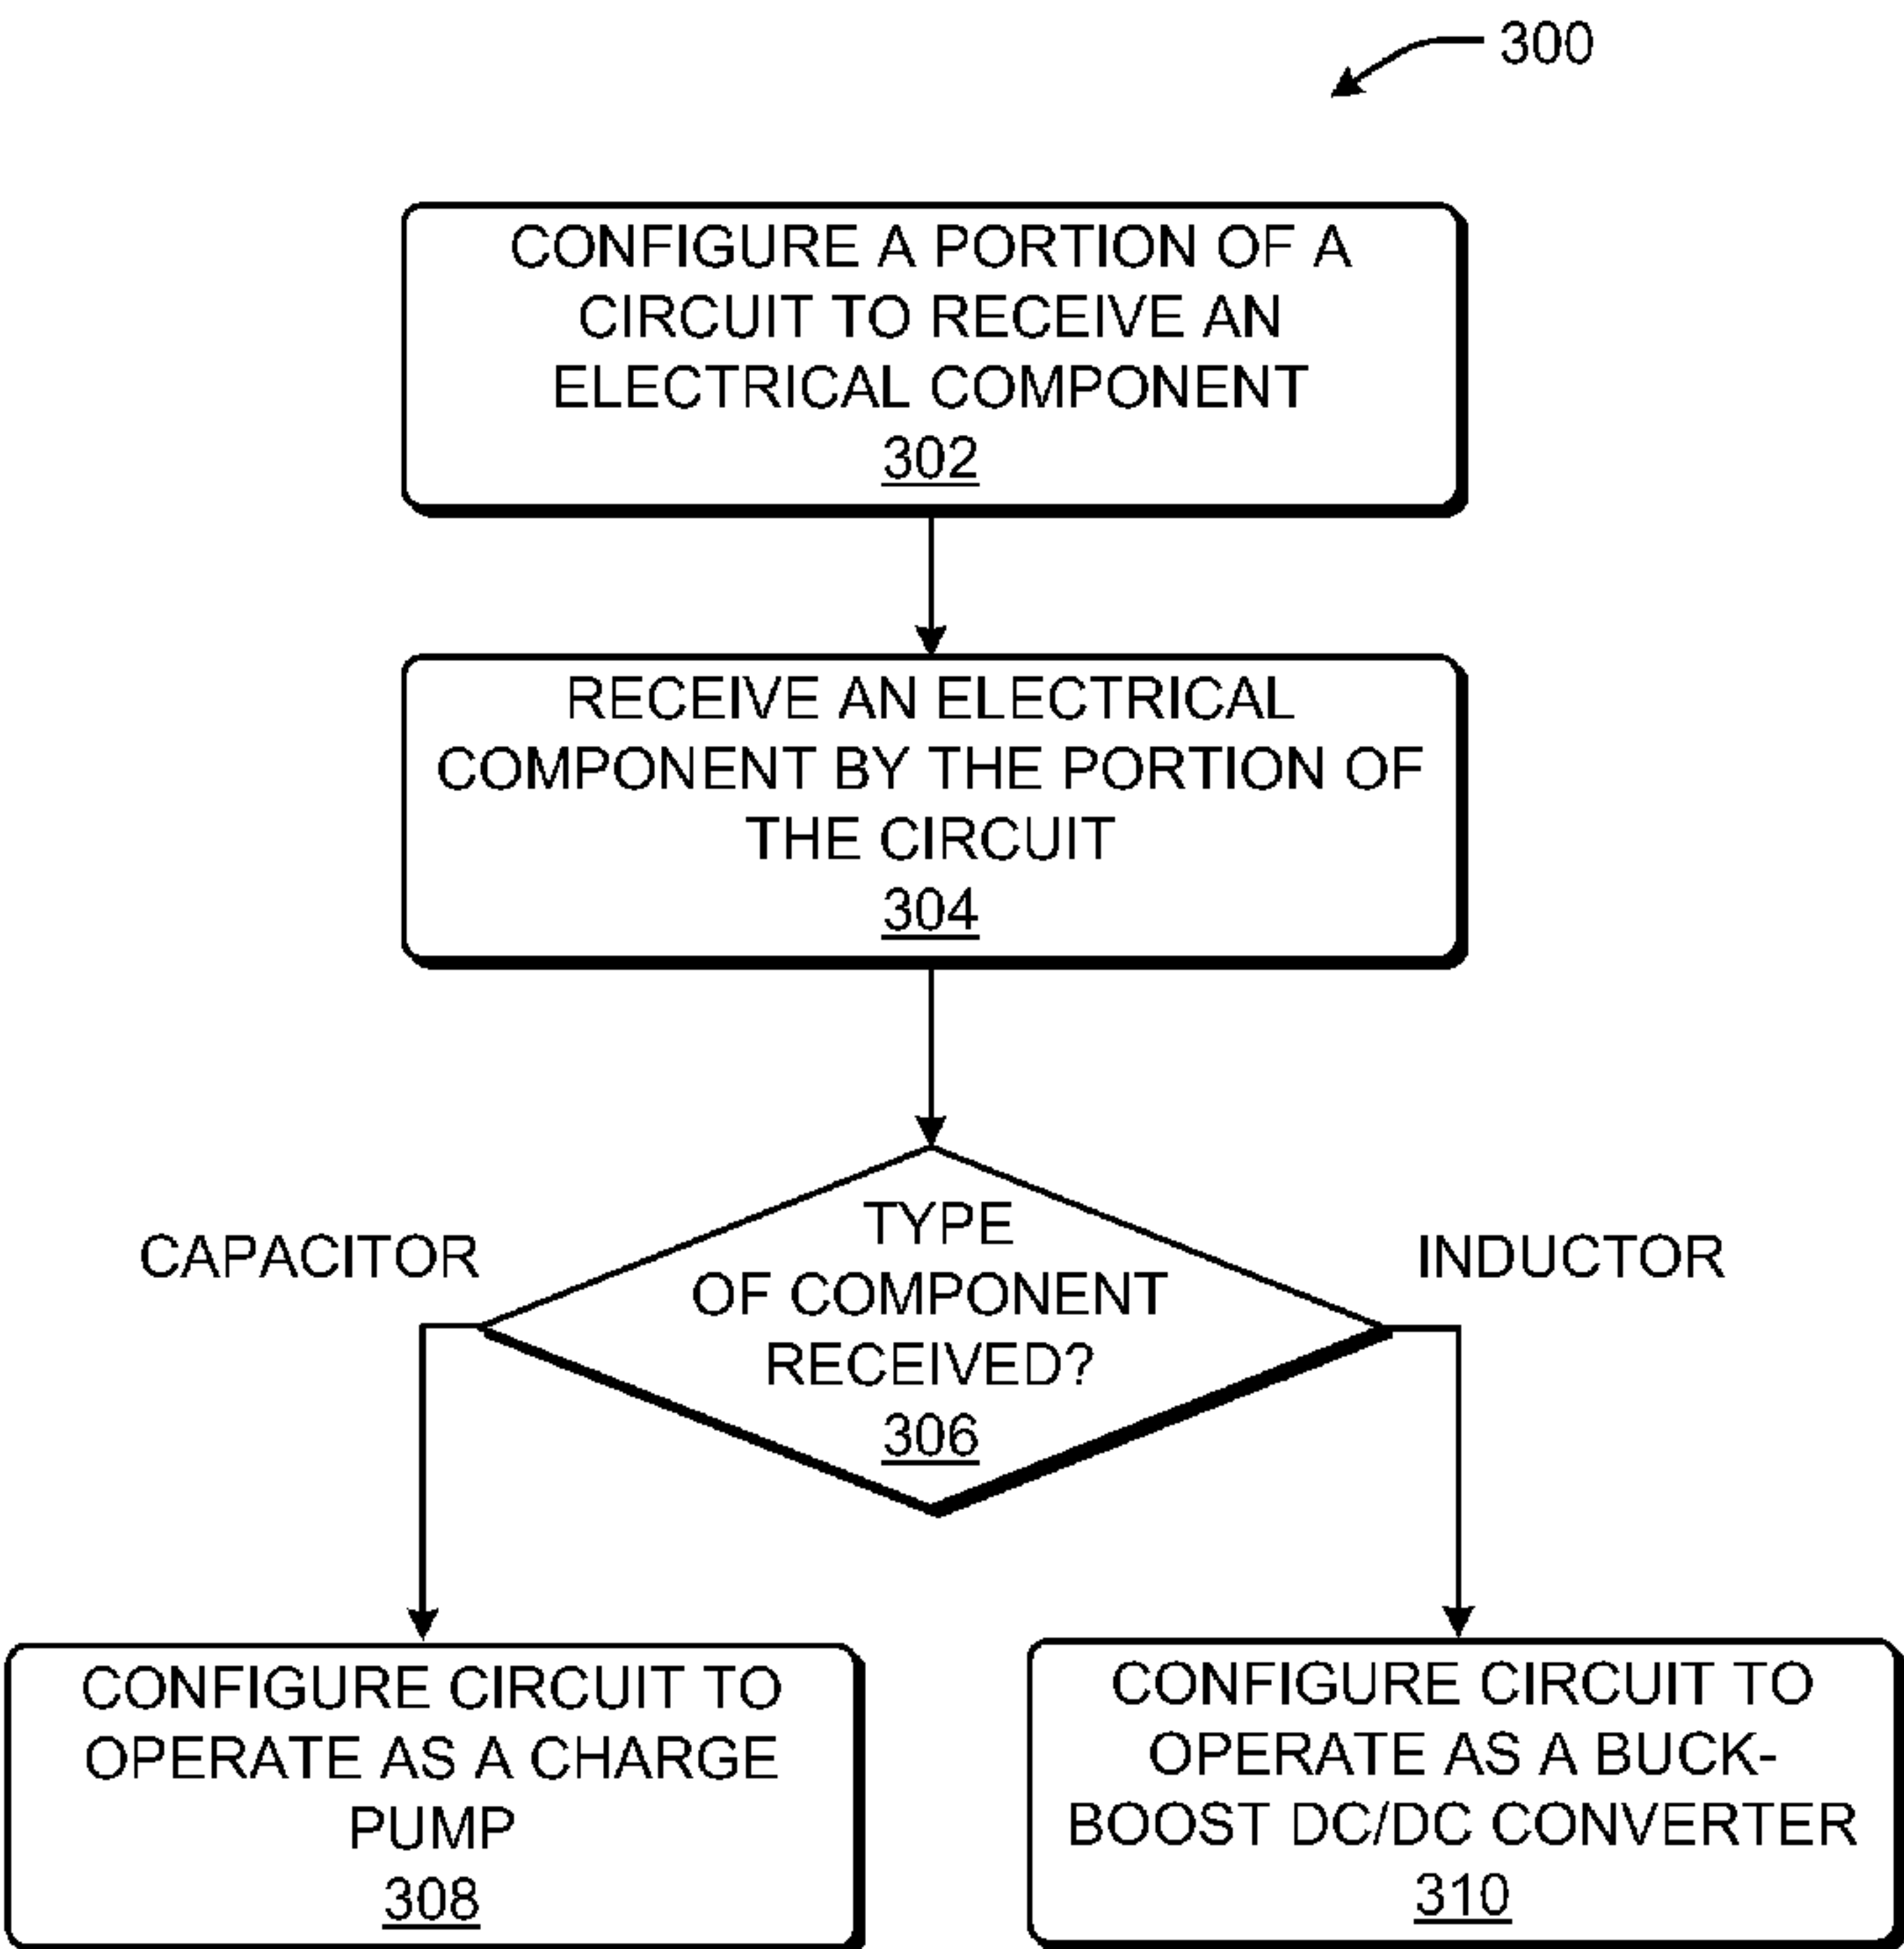 300
CONFIGURE A PORTION OF A
CIRCUIT TO RECEIVE AN
ELECTRICAL COMPONENT
302
RECEIVE AN ELECTRICAL
COMPONENT BY THE PORTION OF
THE CIRCUIT
304
TYPE
OF COMPONENT
RECEIVED?
306
CAPACITOR
INDUCTOR
CONFIGURE CIRCUIT TO
OPERATE AS A CHARGE
PUMP
308
CONFIGURE CIRCUIT TO
OPERATE AS A BUCK-
BOOST DC/DC CONVERTER
310